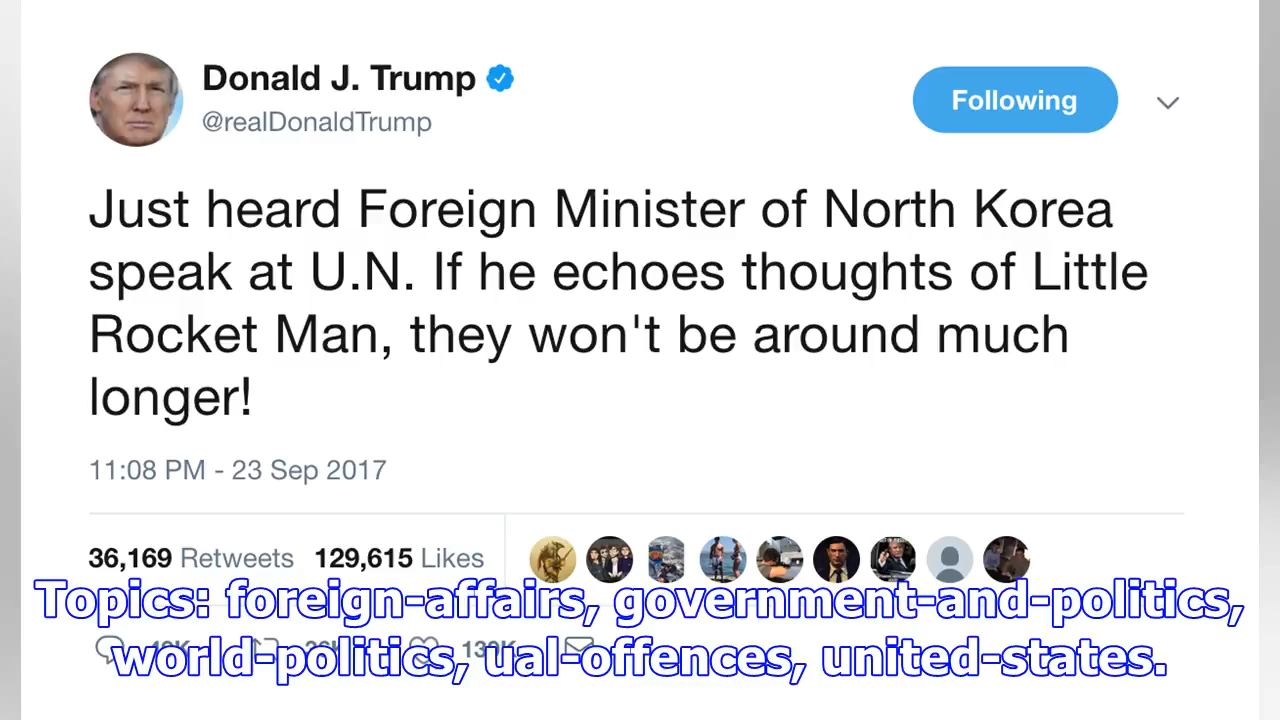 Donald J. Trump
@realDonaldTrump
Following
Just heard Foreign Minister of North Korea
speak at U.N. If he echoes thoughts of Little
Rocket Man, they won't be around much
longer!
11:08 PM - 23 Sep 2017
36,169 Retweets 129,615 Likes
Topics: foreign-affairs, government-and-politics,
world-politics, ual-offences, united-states.